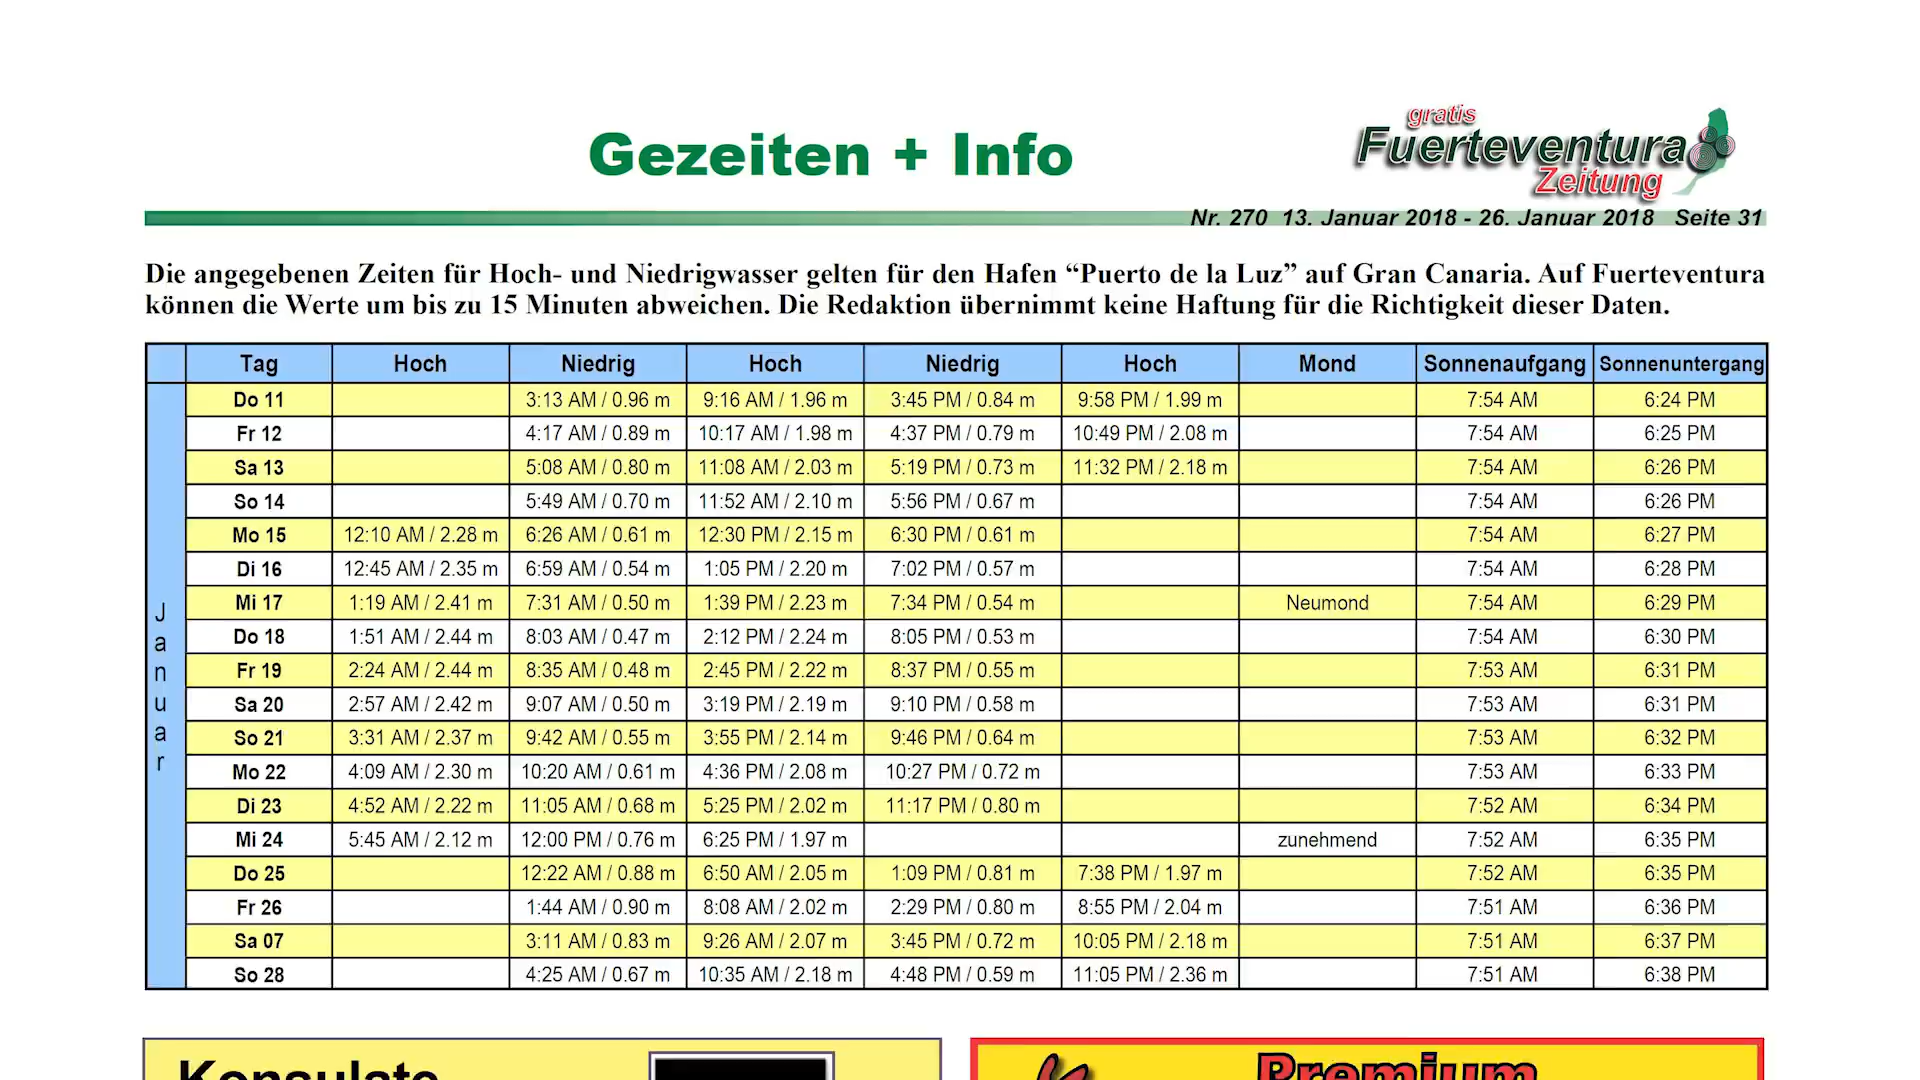 gratis
Gezeiten + Info
Fuerteventura
Zeitung
Nr. 270 13. Januar 2018 - 26. Januar 2018 Seite 31
Die angegebenen Zeiten für Hoch- und Niedrigwasser gelten für den Hafen “Puerto de la Luz” auf Gran Canaria. Auf Fuerteventura
können die Werte um bis zu 15 Minuten abweichen. Die Redaktion übernimmt keine Haftung für die Richtigkeit dieser Daten.
Tag Hoch Niedrig Hoch Niedrig Hoch Mond Sonnenaufgang Sonnenuntergang
Januar
Do 11 3:13 AM / 0.96 m 9:16 AM / 1.96 m 3:45 PM / 0.84 m 9:58 PM / 1.99 m 7:54 AM 6:24 PM
Fr 12 4:17 AM / 0.89 m 10:17 AM / 1.98 m 4:37 PM / 0.79 m 10:49 PM / 2.08 m 7:54 AM 6:25 PM
Sa 13 5:08 AM / 0.80 m 11:08 AM / 2.03 m 5:19 PM / 0.73 m 11:32 PM / 2.18 m 7:54 AM 6:26 PM
So 14 5:49 AM / 0.70 m 11:52 AM / 2.10 m 5:56 PM / 0.67 m 7:54 AM 6:26 PM
Mo 15 12:10 AM / 2.28 m 6:26 AM / 0.61 m 12:30 PM / 2.15 m 6:30 PM / 0.61 m 7:54 AM 6:27 PM
Di 16 12:45 AM / 2.35 m 6:59 AM / 0.54 m 1:05 PM / 2.20 m 7:02 PM / 0.57 m 7:54 AM 6:28 PM
Mi 17 1:19 AM / 2.41 m 7:31 AM / 0.50 m 1:39 PM / 2.23 m 7:34 PM / 0.54 m Neumond 7:54 AM 6:29 PM
Do 18 1:51 AM / 2.44 m 8:03 AM / 0.47 m 2:12 PM / 2.24 m 8:05 PM / 0.53 m 7:54 AM 6:30 PM
Fr 19 2:24 AM / 2.44 m 8:35 AM / 0.48 m 2:45 PM / 2.22 m 8:37 PM / 0.55 m 7:53 AM 6:31 PM
Sa 20 2:57 AM / 2.42 m 9:07 AM / 0.50 m 3:19 PM / 2.19 m 9:10 PM / 0.58 m 7:53 AM 6:31 PM
So 21 3:31 AM / 2.37 m 9:42 AM / 0.55 m 3:55 PM / 2.14 m 9:46 PM / 0.64 m 7:53 AM 6:32 PM
Mo 22 4:09 AM / 2.30 m 10:20 AM / 0.61 m 4:36 PM / 2.08 m 10:27 PM / 0.72 m 7:53 AM 6:33 PM
Di 23 4:52 AM / 2.22 m 11:05 AM / 0.68 m 5:25 PM / 2.02 m 11:17 PM / 0.80 m 7:52 AM 6:34 PM
Mi 24 5:45 AM / 2.12 m 12:00 PM / 0.76 m 6:25 PM / 1.97 m zunehmend 7:52 AM 6:35 PM
Do 25 12:22 AM / 0.88 m 6:50 AM / 2.05 m 1:09 PM / 0.81 m 7:38 PM / 1.97 m 7:52 AM 6:35 PM
Fr 26 1:44 AM / 0.90 m 8:08 AM / 2.02 m 2:29 PM / 0.80 m 8:55 PM / 2.04 m 7:51 AM 6:36 PM
Sa 07 3:11 AM / 0.83 m 9:26 AM / 2.07 m 3:45 PM / 0.72 m 10:05 PM / 2.18 m 7:51 AM 6:37 PM
So 28 4:25 AM / 0.67 m 10:35 AM / 2.18 m 4:48 PM / 0.59 m 11:05 PM / 2.36 m 7:51 AM 6:38 PM
Konsulate
Premium